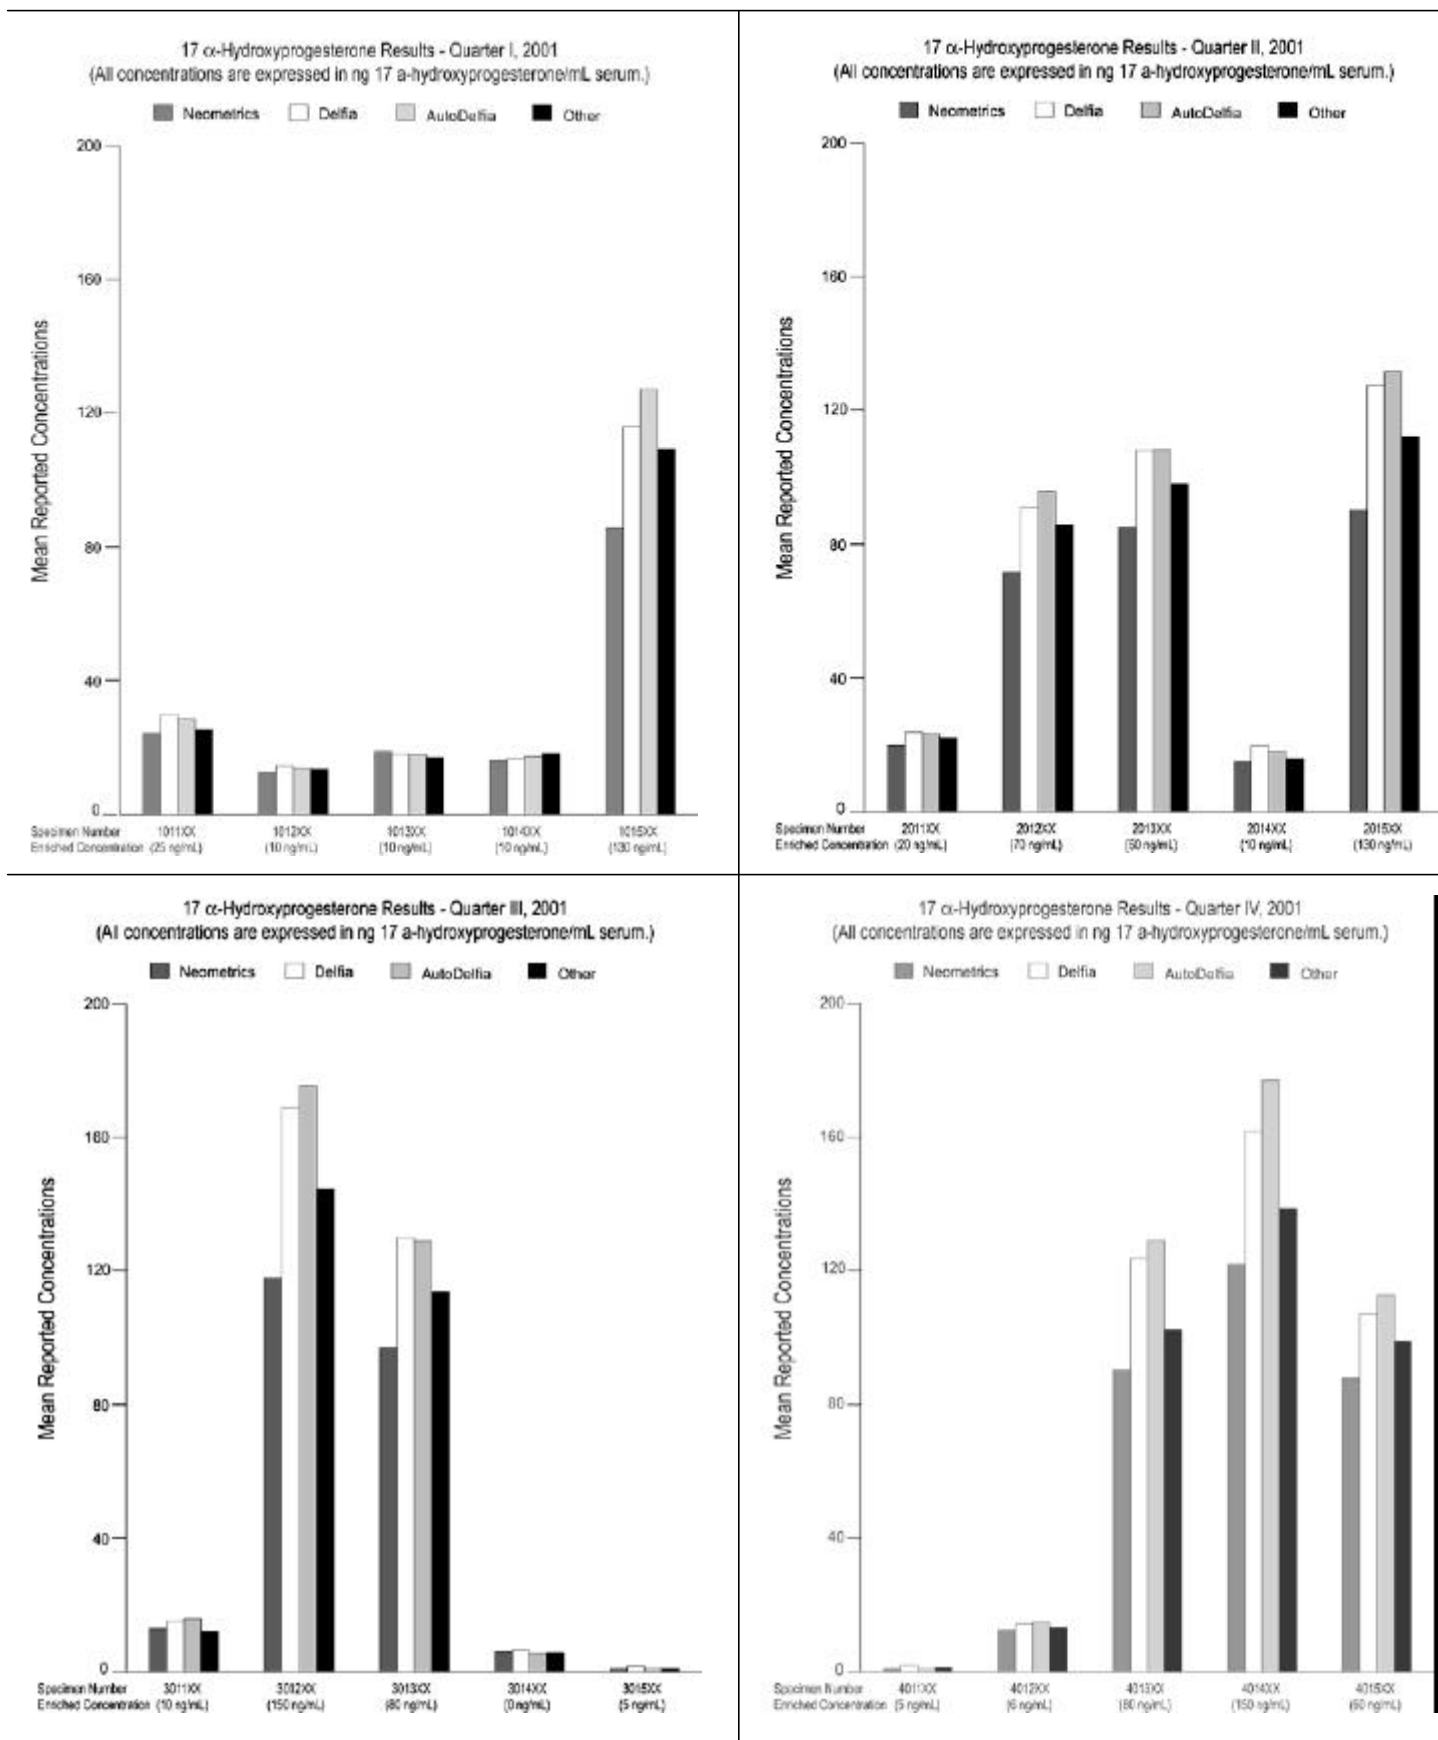 17 α-Hydroxyprogesterone Results - Quarter I, 2001
(All concentrations are expressed in ng 17 a-hydroxyprogesterone/mL serum.)
Neometrics Delfia AutoDelfia Other
200
160
120
80
40
0
Mean Reported Concentrations
Specimen Number 1011XX 1012XX 1013XX 1014XX 1015XX
Enriched Concentration (25 ng/mL) (10 ng/mL) (10 ng/mL) (10 ng/mL) (130 ng/mL)
17 α-Hydroxyprogesterone Results - Quarter II, 2001
(All concentrations are expressed in ng 17 a-hydroxyprogesterone/mL serum.)
Neometrics Delfia AutoDelfia Other
200
160
120
80
40
0
Mean Reported Concentrations
Specimen Number 2011XX 2012XX 2013XX 2014XX 2015XX
Enriched Concentration (20 ng/mL) (70 ng/mL) (10 ng/mL) (130 ng/mL)
17 α-Hydroxyprogesterone Results - Quarter III, 2001
(All concentrations are expressed in ng 17 a-hydroxyprogesterone/mL serum.)
Neometrics Delfia AutoDelfia Other
200
160
120
80
40
0
Mean Reported Concentrations
Specimen Number 3011XX 3012XX 3013XX 3014XX 3015XX
Enriched Concentration (10 ng/mL) (150 ng/mL) (80 ng/mL) (0 ng/mL) (5 ng/mL)
17 α-Hydroxyprogesterone Results - Quarter IV, 2001
(All concentrations are expressed in ng 17 a-hydroxyprogesterone/mL serum.)
Neometrics Delfia AutoDelfia Other
200
160
120
80
40
0
Mean Reported Concentrations
Specimen Number 4011XX 4012XX 4013XX 4014XX 4015XX
Enriched Concentration (5 ng/mL) (80 ng/mL) (150 ng/mL)